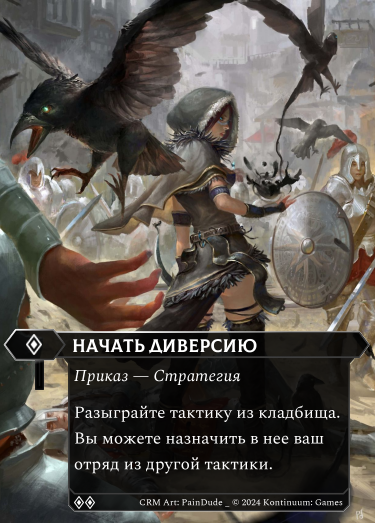 НАЧАТЬ ДИВЕРСИЮ
Приказ — Стратегия
Разыграйте тактику из кладбища.
Вы можете назначить в нее ваш
отряд из другой тактики.
CRM Art: PainDude _ © 2024 Kontinuum: Games